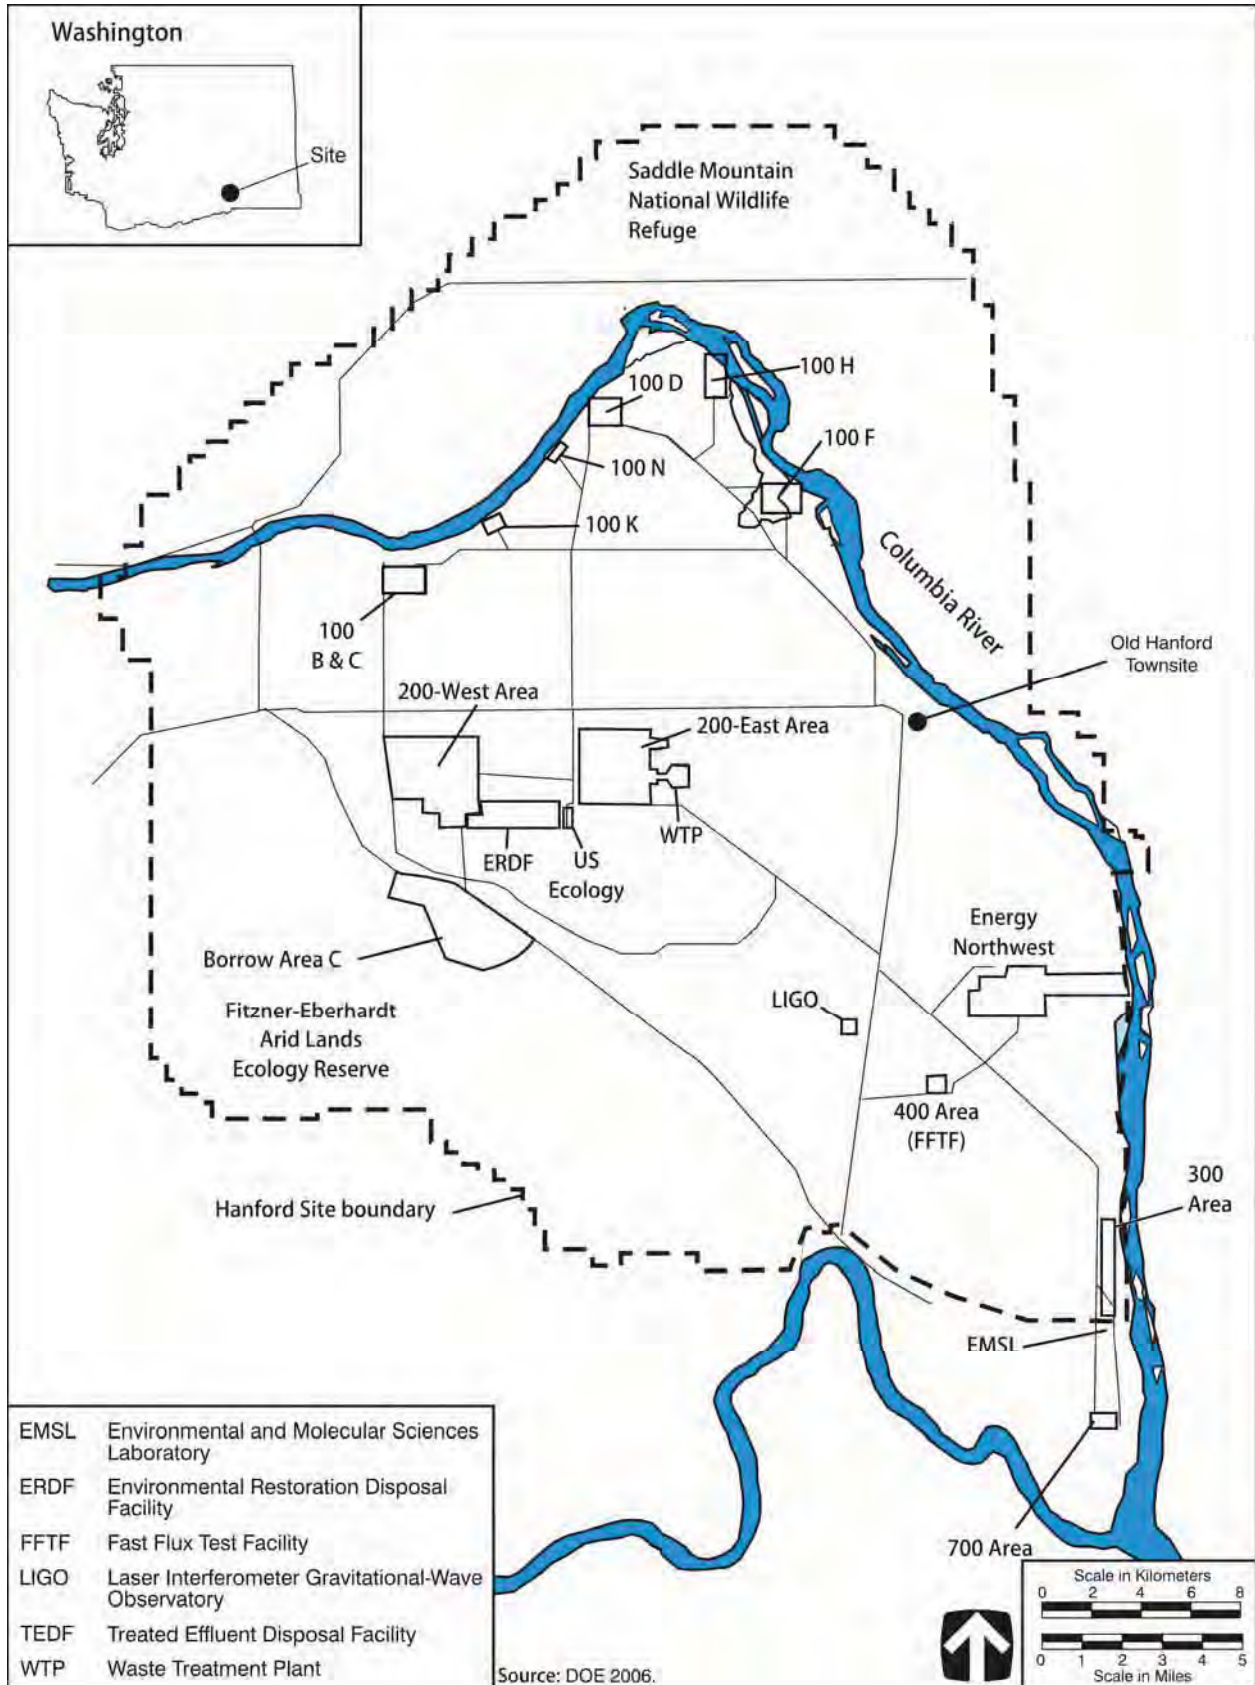 Washington
Site
Saddle Mountain
National Wildlife
Refuge
100 H
100 D
100 F
100 N
100 K
Columbia River
100
B & C
Old Hanford
Townsite
200-West Area
200-East Area
WTP
ERDF
US
Ecology
Energy
Northwest
Borrow Area C
LIGO
Fitzner-Eberhardt
Arid Lands
Ecology Reserve
400 Area
(FFTF)
300
Area
Hanford Site boundary
EMSL
700 Area
EMSL Environmental and Molecular Sciences
Laboratory
ERDF Environmental Restoration Disposal
Facility
FFTF Fast Flux Test Facility
LIGO Laser Interferometer Gravitational-Wave
Observatory
TEDF Treated Effluent Disposal Facility
WTP Waste Treatment Plant
Source: DOE 2006.
Scale in Kilometers
0 2 4 6 8
0 1 2 3 4 5
Scale in Miles